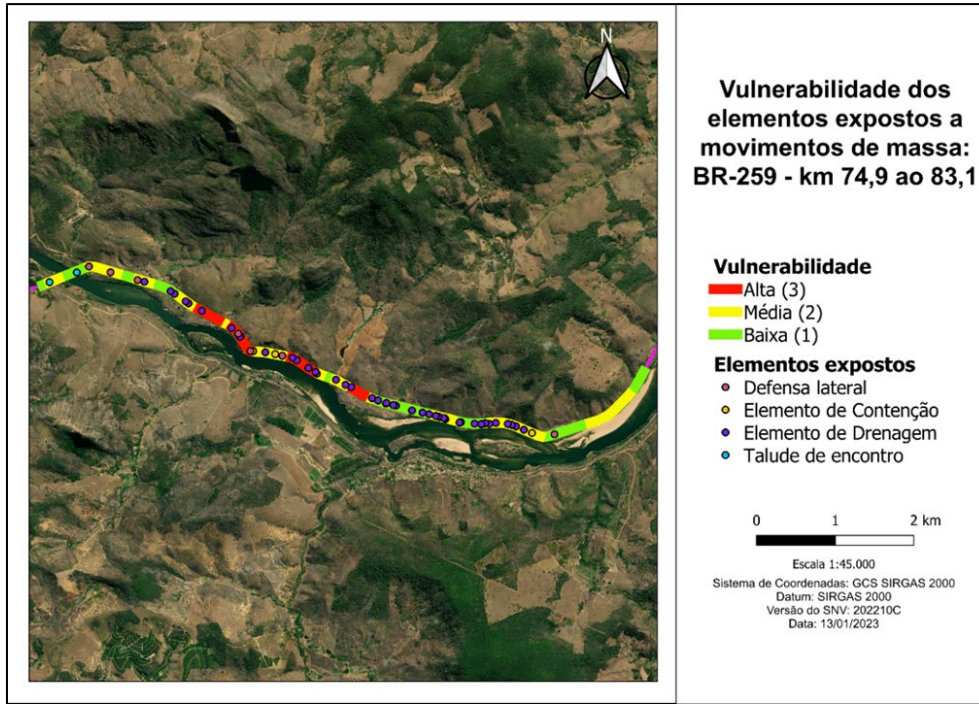 N
Vulnerabilidade dos
elementos expostos a
movimentos de massa:
BR-259 - km 74,9 ao 83,1
Vulnerabilidade
Alta (3)
Média (2)
Baixa (1)
Elementos expostos
Defensa lateral
Elemento de Contenção
Elemento de Drenagem
Talude de encontro
0 1 2 km
Escala 1:45.000
Sistema de Coordenadas: GCS SIRGAS 2000
Datum: SIRGAS 2000
Versão do SNV: 202210C
Data: 13/01/2023